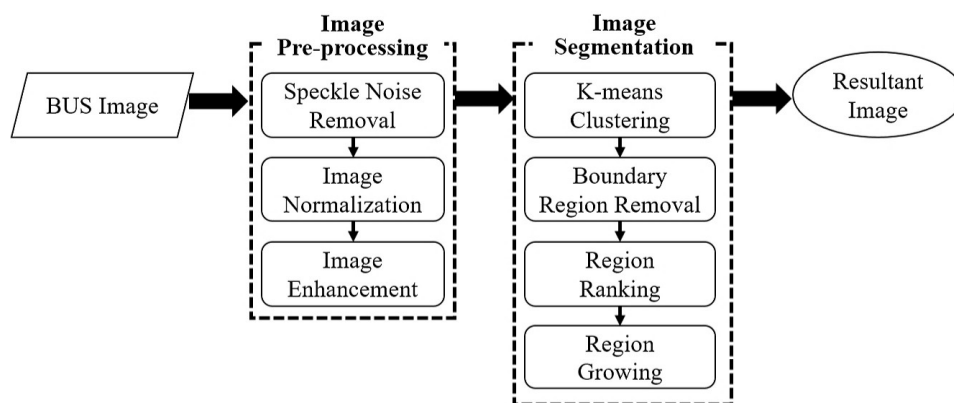 BUS Image
Image
Pre-processing
Speckle Noise
Removal
Image
Normalization
Image
Enhancement
Image
Segmentation
K-means
Clustering
Boundary
Region Removal
Region
Ranking
Region
Growing
Resultant
Image